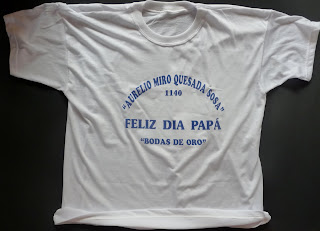 "AURELIO MIRO QUESADA SOSA"
1140
FELIZ DIA PAPÁ
"BODAS DE ORO"